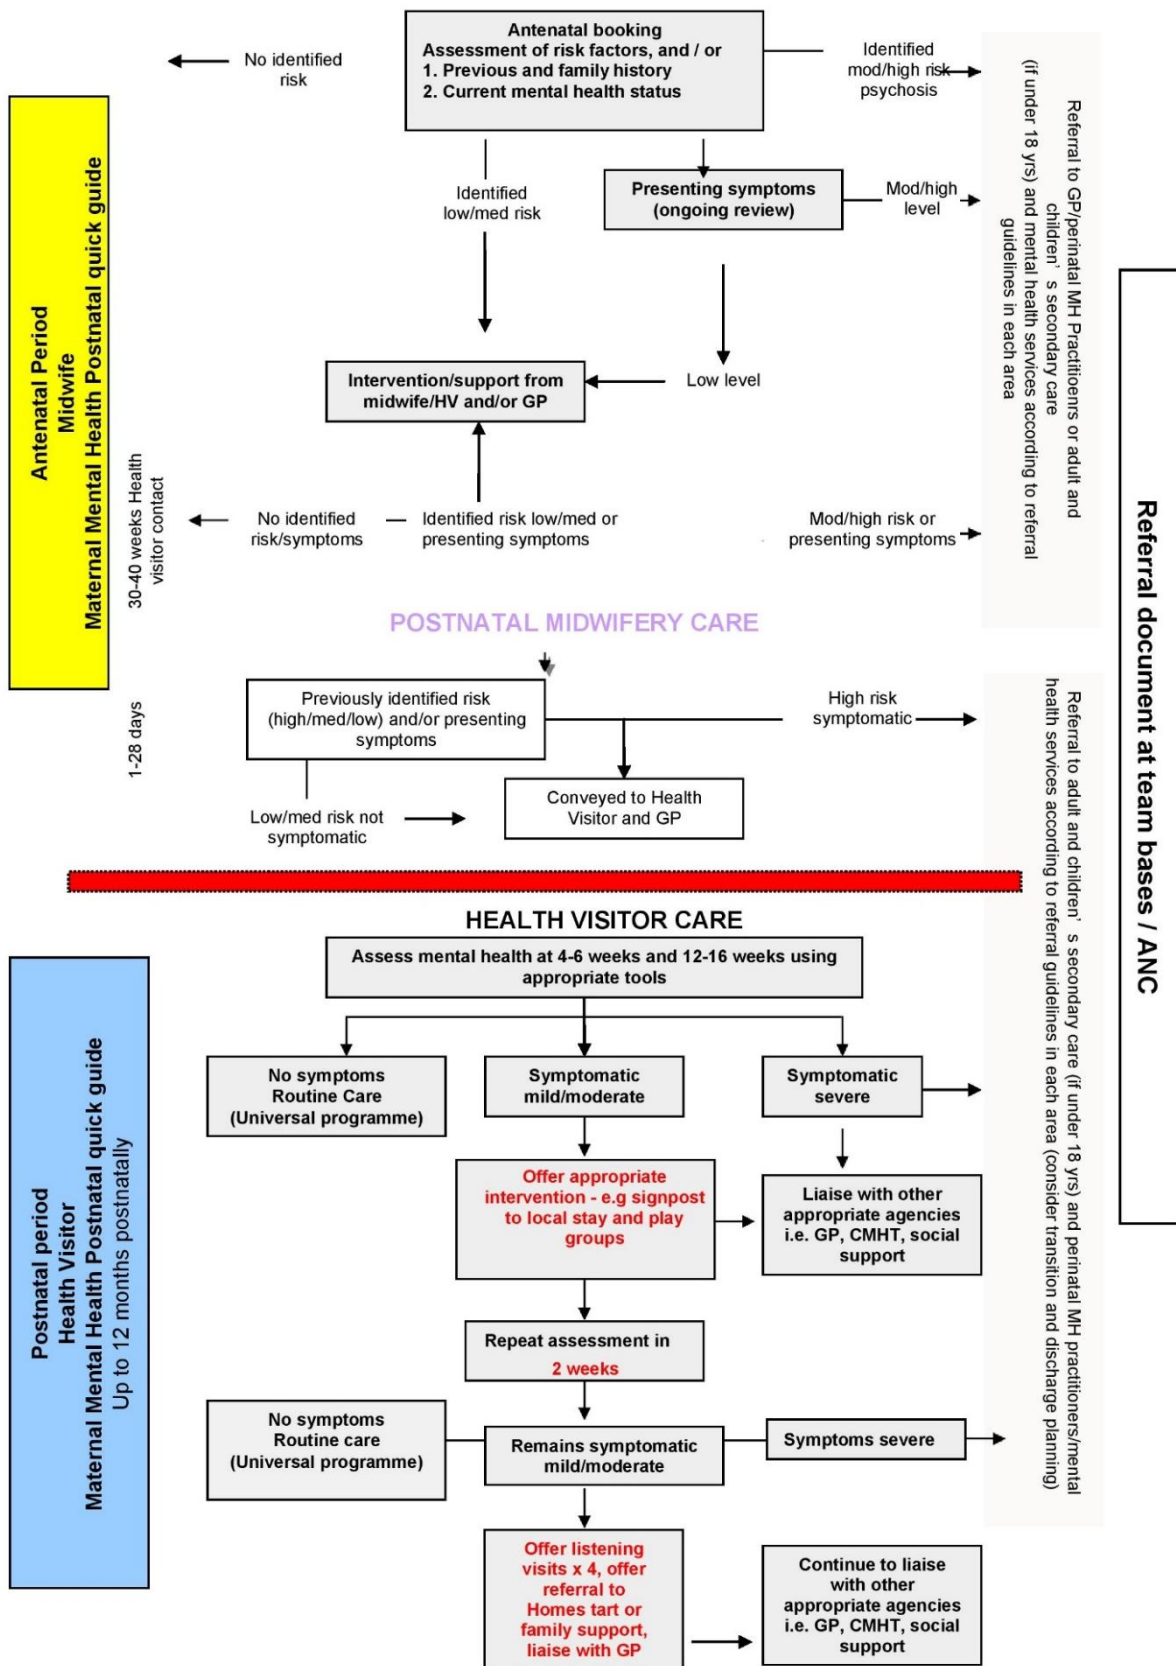 Antenatal booking
Assessment of risk factors, and / or
1. Previous and family history
2. Current mental health status
No identified
risk
Identified
mod/high risk
psychosis
Identified
low/med risk
Presenting symptoms
(ongoing review)
Mod/high
level
Intervention/support from
midwife/HV and/or GP
Low level
No identified
risk/symptoms
Identified risk low/med or
presenting symptoms
Mod/high risk or
presenting symptoms
Antenatal Period
Midwife
Maternal Mental Health Postnatal quick guide
30-40 weeks Health
visitor contact
Referral to GP/perinatal MH Practitioenrs or adult and
children's secondary care
(if under 18 yrs) and mental health services according to referral
guidelines in each area
Referral document at team bases / ANC
POSTNATAL MIDWIFERY CARE
1-28 days
Previously identified risk
(high/med/low) and/or presenting
symptoms
High risk
symptomatic
Low/med risk not
symptomatic
Conveyed to Health
Visitor and GP
Referral to adult and children's secondary care (if under 18 yrs) and perinatal MH practitioners/mental
health services according to referral guidelines in each area (consider transition and discharge planning)
HEALTH VISITOR CARE
Assess mental health at 4-6 weeks and 12-16 weeks using
appropriate tools
Postnatal period
Health Visitor
Maternal Mental Health Postnatal quick guide
Up to 12 months postnatally
No symptoms
Routine Care
(Universal programme)
Symptomatic
mild/moderate
Symptomatic
severe
Offer appropriate
intervention - e.g signpost
to local stay and play
groups
Liaise with other
appropriate agencies
i.e. GP, CMHT, social
support
Repeat assessment in
2 weeks
No symptoms
Routine care
(Universal programme)
Remains symptomatic
mild/moderate
Symptoms severe
Offer listening
visits x 4, offer
referral to
Homes tart or
family support,
liaise with GP
Continue to liaise
with other
appropriate agencies
i.e. GP, CMHT, social
support